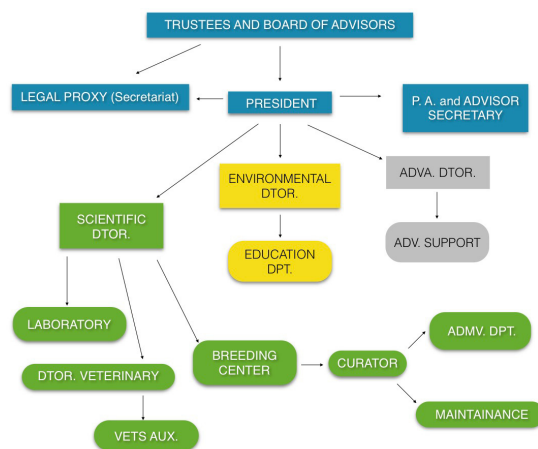 TRUSTEES AND BOARD OF ADVISORS
LEGAL PROXY (Secretariat)
PRESIDENT
P. A. and ADVISOR
SECRETARY
ENVIRONMENTAL
DTOR.
ADVA. DTOR.
SCIENTIFIC
DTOR.
EDUCATION
DPT.
ADV. SUPPORT
LABORATORY
BREEDING
CENTER
CURATOR
ADMV. DPT.
DTOR. VETERINARY
MAINTAINANCE
VETS AUX.